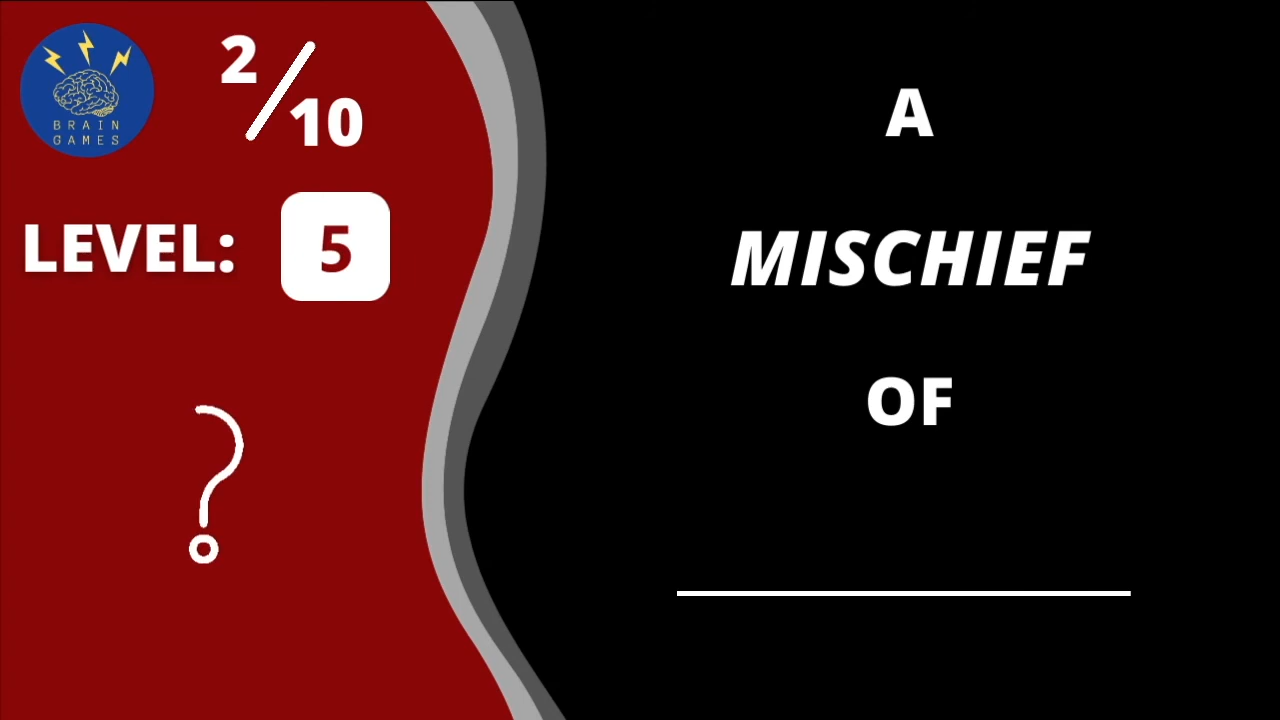 BRAIN
GAMES
2/10
LEVEL: 5
?
A
MISCHIEF
OF